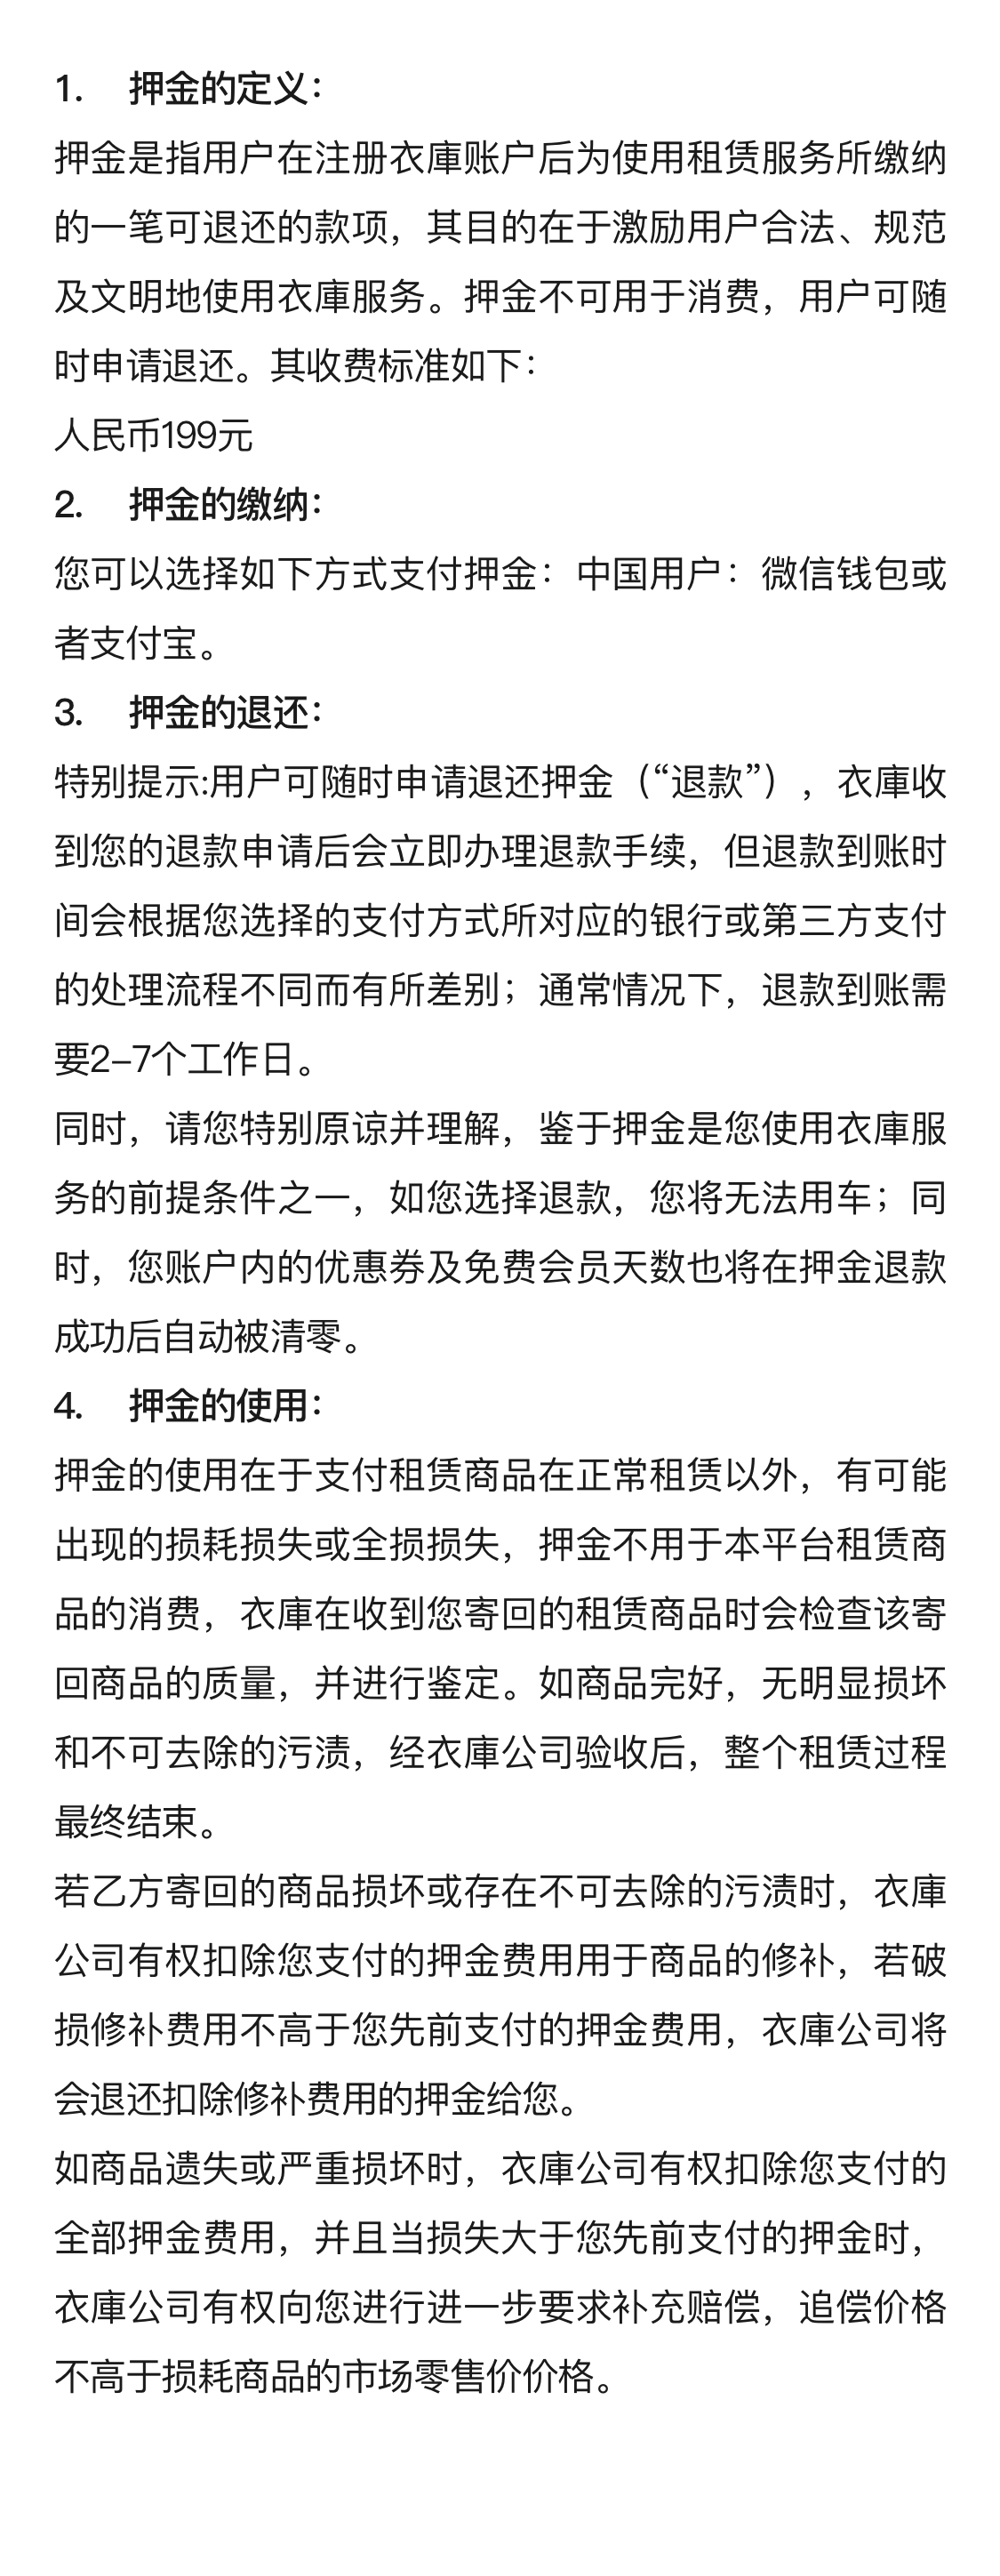 1. 押金的定义：
押金是指用户在注册衣庫账户后为使用租赁服务所缴纳
的一笔可退还的款项，其目的在于激励用户合法、规范
及文明地使用衣庫服务。押金不可用于消费，用户可随
时申请退还。其收费标准如下：
人民币199元
2. 押金的缴纳：
您可以选择如下方式支付押金：中国用户：微信钱包或
者支付宝。
3. 押金的退还：
特别提示:用户可随时申请退还押金（“退款”），衣庫收
到您的退款申请后会立即办理退款手续，但退款到账时
间会根据您选择的支付方式所对应的银行或第三方支付
的处理流程不同而有所差别；通常情况下，退款到账需
要2–7个工作日。
同时，请您特别原谅并理解，鉴于押金是您使用衣庫服
务的前提条件之一，如您选择退款，您将无法用车；同
时，您账户内的优惠券及免费会员天数也将在押金退款
成功后自动被清零。
4. 押金的使用：
押金的使用在于支付租赁商品在正常租赁以外，有可能
出现的损耗损失或全损损失，押金不用于本平台租赁商
品的消费，衣庫在收到您寄回的租赁商品时会检查该寄
回商品的质量，并进行鉴定。如商品完好，无明显损坏
和不可去除的污渍，经衣庫公司验收后，整个租赁过程
最终结束。
若乙方寄回的商品损坏或存在不可去除的污渍时，衣庫
公司有权扣除您支付的押金费用用于商品的修补，若破
损修补费用不高于您先前支付的押金费用，衣庫公司将
会退还扣除修补费用的押金给您。
如商品遗失或严重损坏时，衣庫公司有权扣除您支付的
全部押金费用，并且当损失大于您先前支付的押金时，
衣庫公司有权向您进行进一步要求补充赔偿，追偿价格
不高于损耗商品的市场零售价价格。